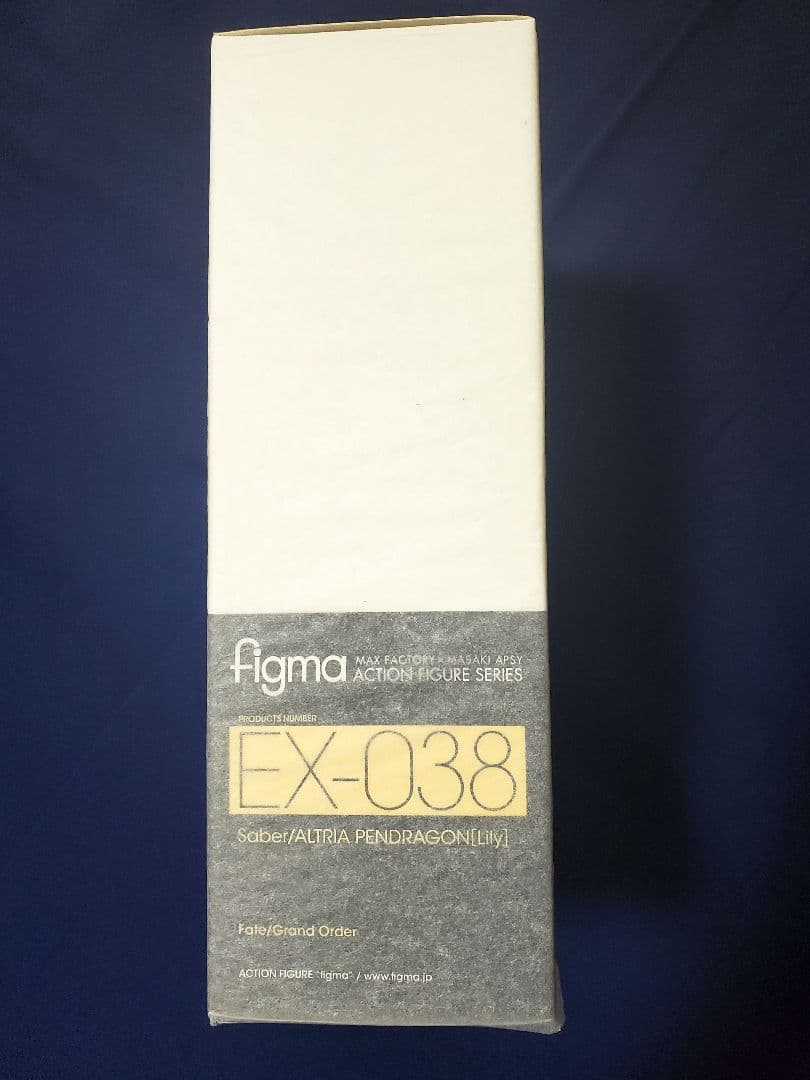 figma MAX FACTORY × MASAKI APSY
ACTION FIGURE SERIES
PRODUCTS NUMBER
EX-038
Saber/ALTRIA PENDRAGON[Lily]
Fate/Grand Order
ACTION FIGURE "figma" / www.figma.jp